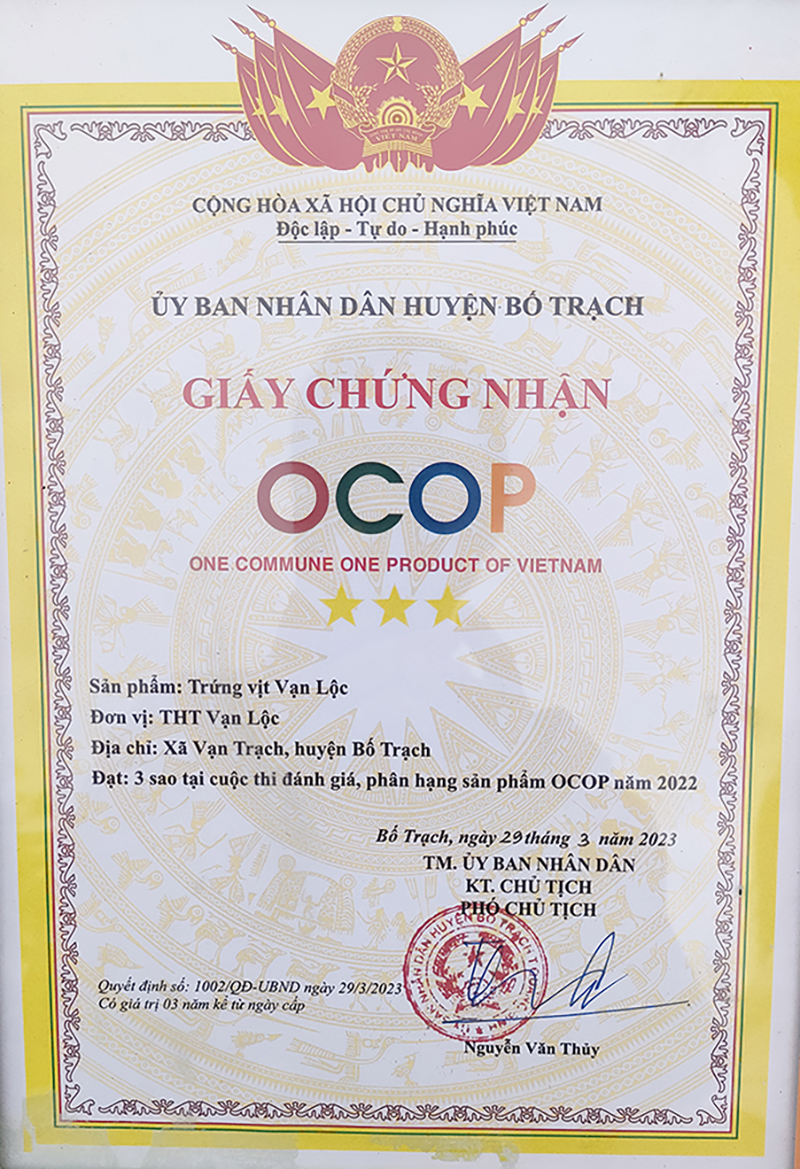 VIỆT NAM
CỘNG HÒA XÃ HỘI CHỦ NGHĨA VIỆT NAM
Độc lập - Tự do - Hạnh phúc
ỦY BAN NHÂN DÂN HUYỆN BỐ TRẠCH
GIẤY CHỨNG NHẬN
OCOP
ONE COMMUNE ONE PRODUCT OF VIETNAM
Sản phẩm: Trứng vịt Vạn Lộc
Đơn vị: THT Vạn Lộc
Địa chỉ: Xã Vạn Trạch, huyện Bố Trạch
Đạt: 3 sao tại cuộc thi đánh giá, phân hạng sản phẩm OCOP năm 2022
Bố Trạch, ngày 29 tháng 3 năm 2023
TM. ỦY BAN NHÂN DÂN
KT. CHỦ TỊCH
PHÓ CHỦ TỊCH
Quyết định số: 1002/QĐ-UBND ngày 29/3/2023
Có giá trị 03 năm kể từ ngày cấp
Nguyễn Văn Thủy